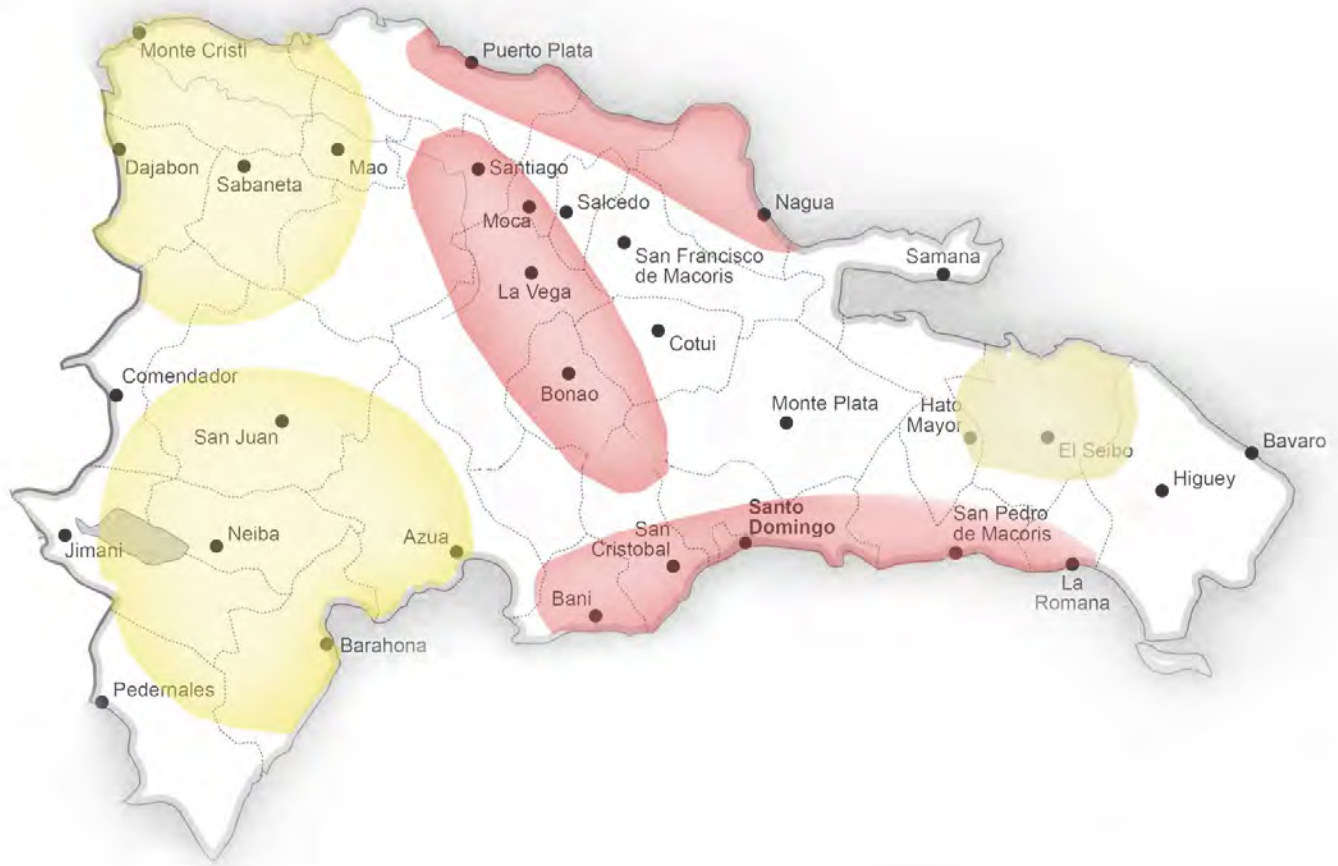 Monte Cristi
Puerto Plata
Dajabon
Sabaneta
Mao
Santiago
Moca
Salcedo
Nagua
San Francisco
de Macoris
Samana
La Vega
Cotui
Comendador
Bonao
San Juan
Monte Plata
Hato
Mayor
El Seibo
Bavaro
Higuey
Jimani
Neiba
Azua
San
Cristobal
Santo
Domingo
San Pedro
de Macoris
Bani
La
Romana
Barahona
Pedernales